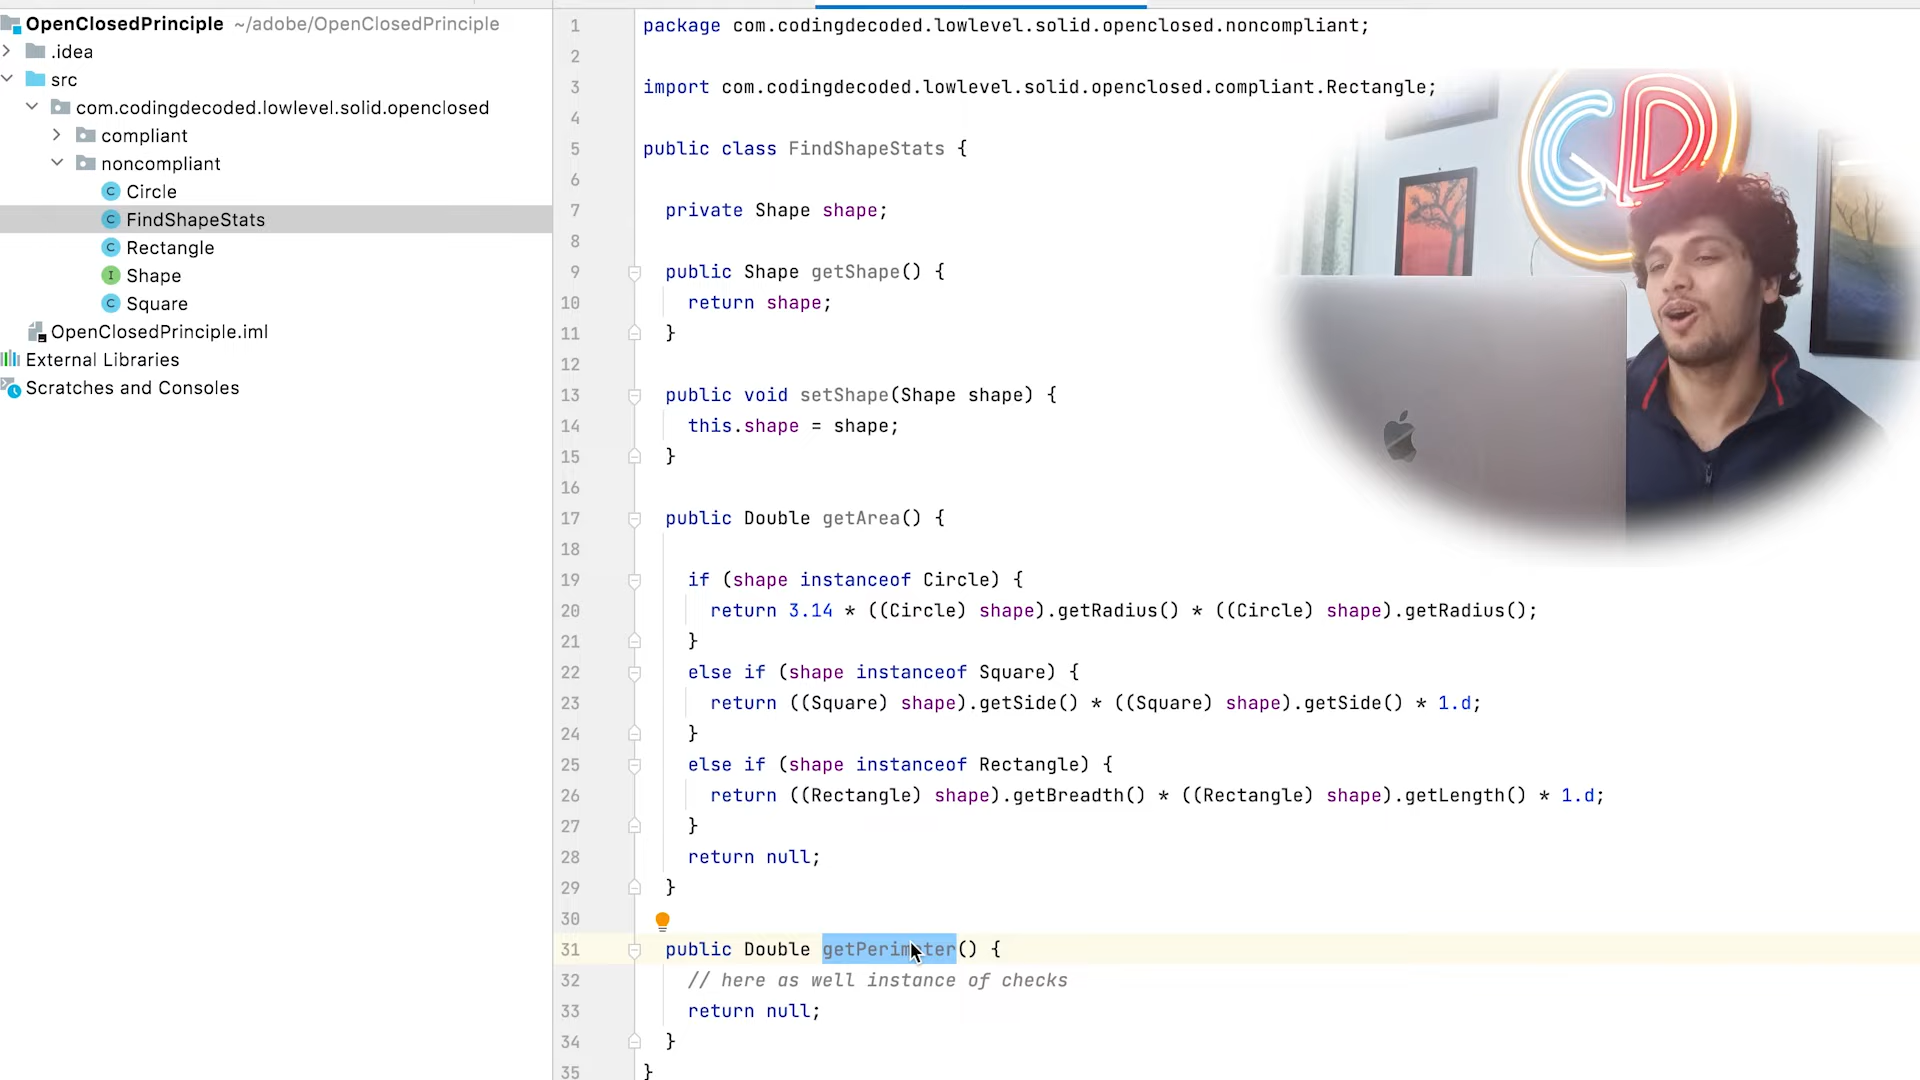 OpenClosedPrinciple ~/adobe/OpenClosedPrinciple
.idea
src
com.codingdecoded.lowlevel.solid.openclosed
compliant
noncompliant
C Circle
C FindShapeStats
C Rectangle
I Shape
C Square
OpenClosedPrinciple.iml
External Libraries
Scratches and Consoles
1 package com.codingdecoded.lowlevel.solid.openclosed.noncompliant;
2
3 import com.codingdecoded.lowlevel.solid.openclosed.compliant.Rectangle;
4
5 public class FindShapeStats {
6
7 private Shape shape;
8
9 public Shape getShape() {
10 return shape;
11 }
12
13 public void setShape(Shape shape) {
14 this.shape = shape;
15 }
16
17 public Double getArea() {
18
19 if (shape instanceof Circle) {
20 return 3.14 * ((Circle) shape).getRadius() * ((Circle) shape).getRadius();
21 }
22 else if (shape instanceof Square) {
23 return ((Square) shape).getSide() * ((Square) shape).getSide() * 1.d;
24 }
25 else if (shape instanceof Rectangle) {
26 return ((Rectangle) shape).getBreadth() * ((Rectangle) shape).getLength() * 1.d;
27 }
28 return null;
29 }
30
31 public Double getPerimeter() {
32 // here as well instance of checks
33 return null;
34 }
35 }
CD